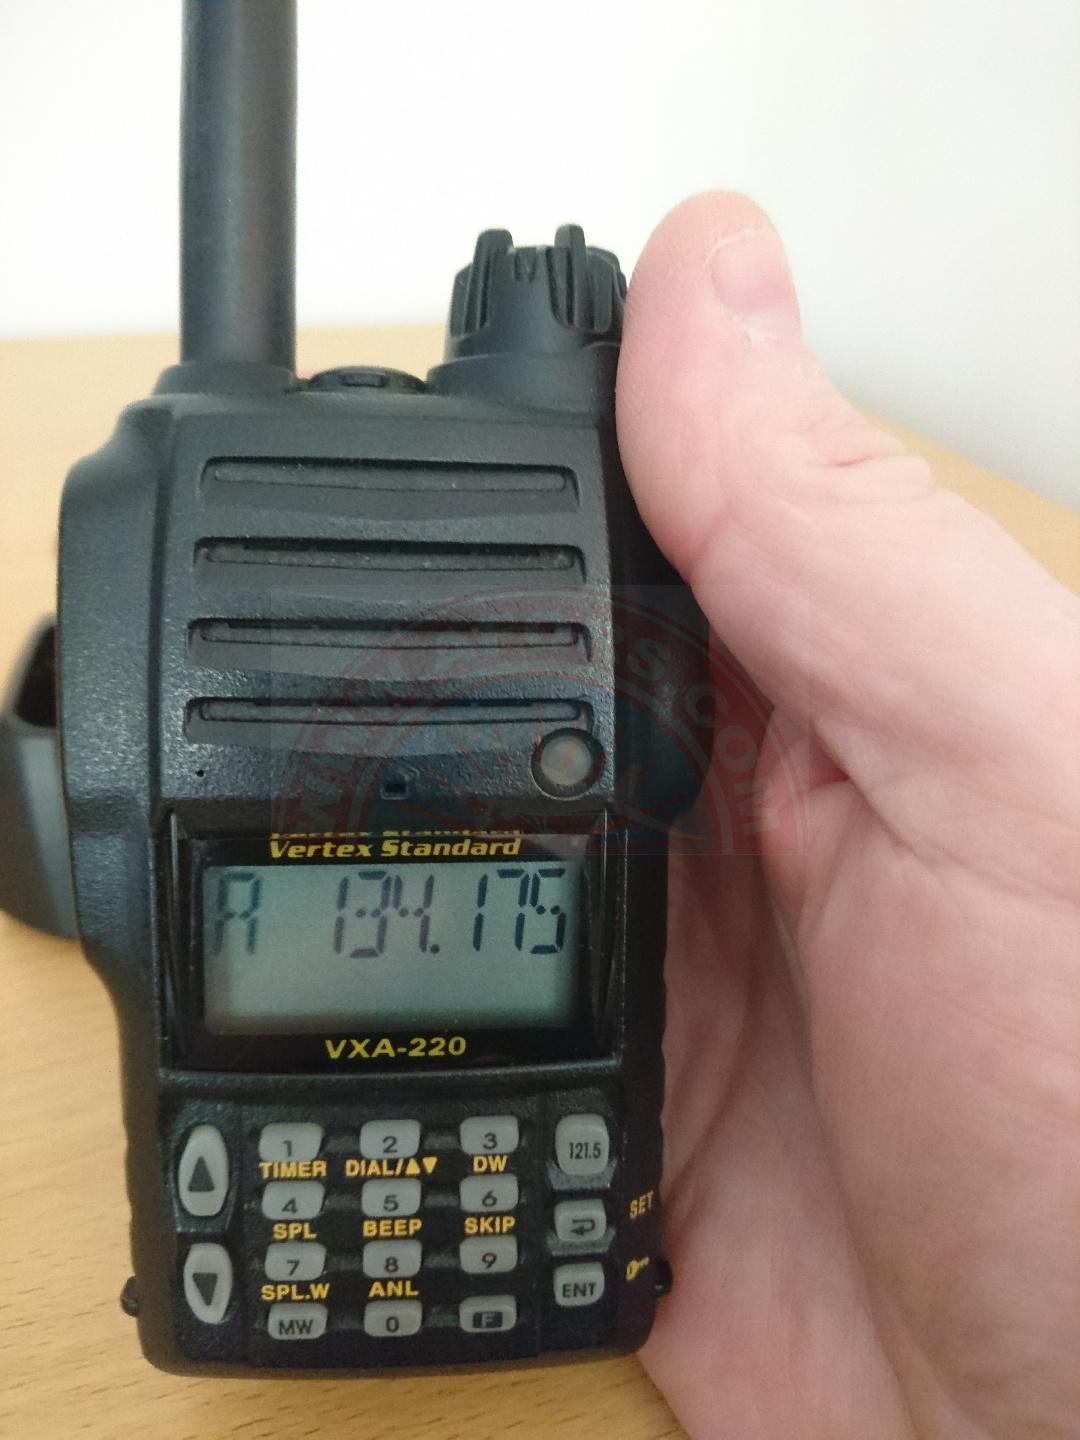 Vertex Standard
A 134.175
VXA-220
1 2 3 121.5
TIMER DIAL/▲▼ DW
4 5 6 SET
SPL BEEP SKIP
7 8 9
SPL.W ANL ENT
MW 0 F